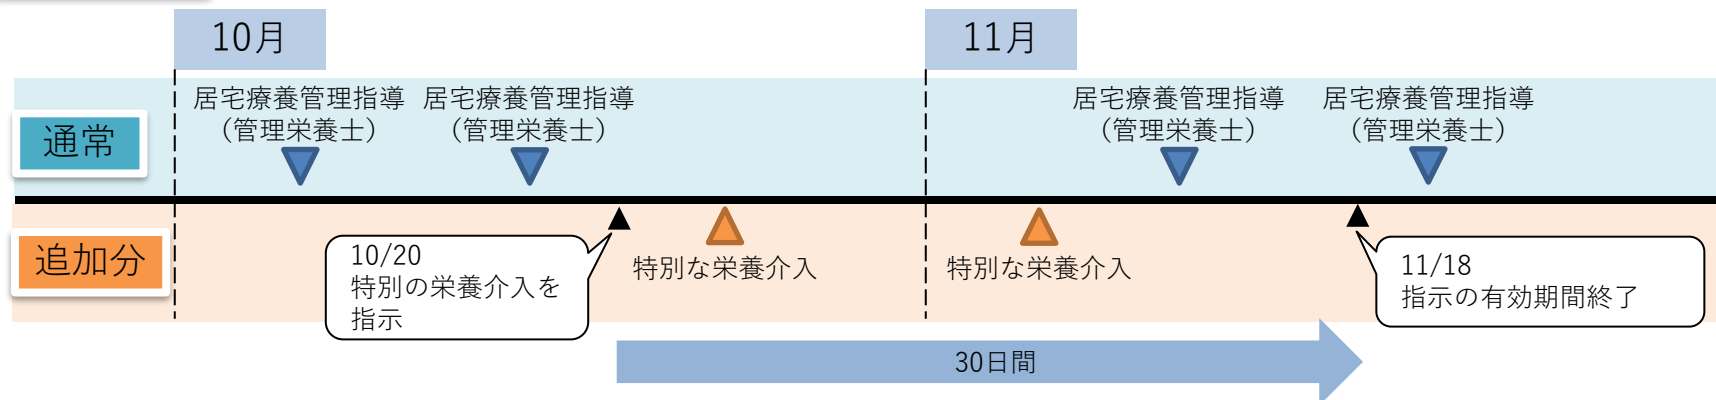 10月
11月
通常
居宅療養管理指導
（管理栄養士）
居宅療養管理指導
（管理栄養士）
居宅療養管理指導
（管理栄養士）
居宅療養管理指導
（管理栄養士）
追加分
10/20
特別の栄養介入を
指示
特別な栄養介入
特別な栄養介入
11/18
指示の有効期間終了
30日間